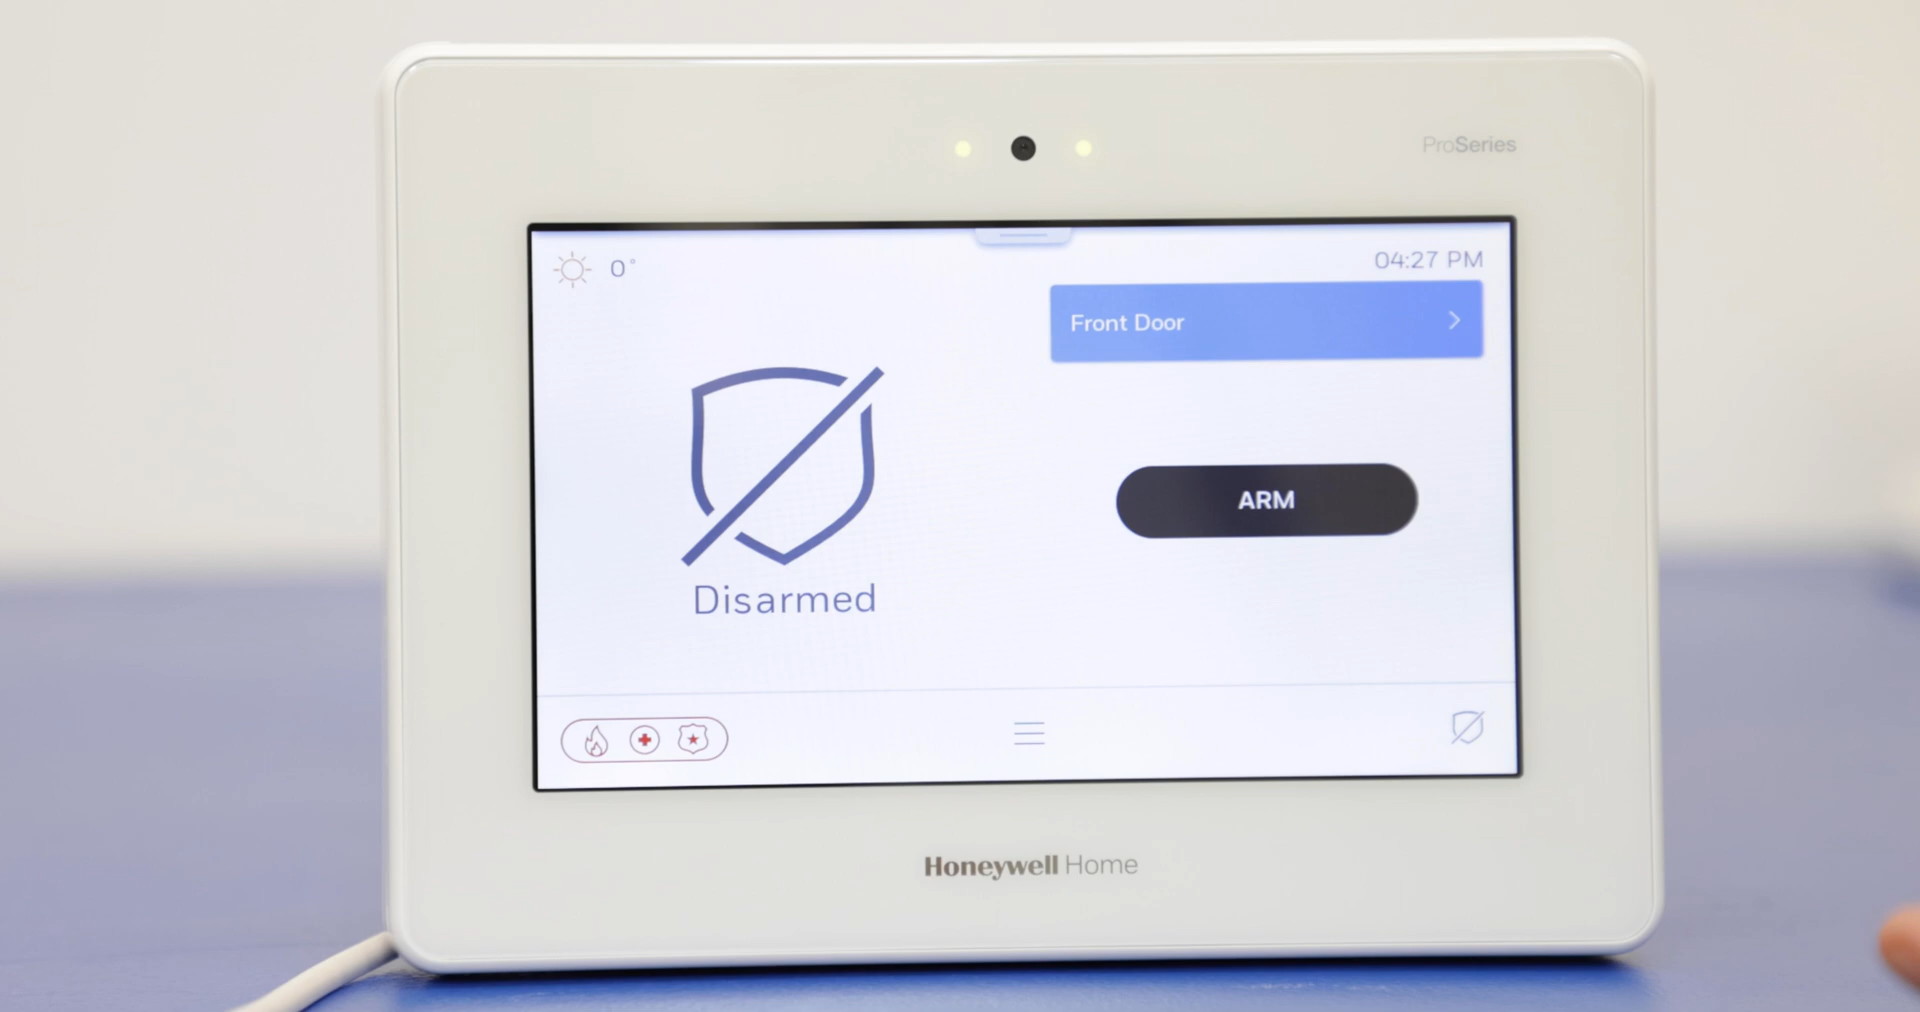 ProSeries
0°
04:27 PM
Front Door
ARM
Disarmed
Honeywell Home